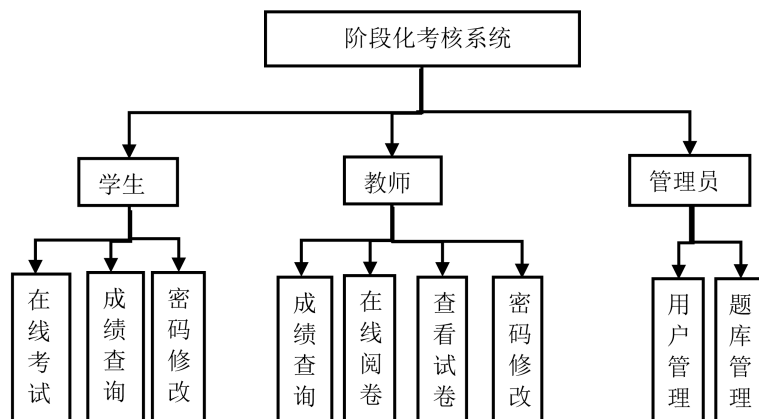 阶段化考核系统
学生
教师
管理员
在线考试
成绩查询
密码修改
成绩查询
在线阅卷
查看试卷
密码修改
用户管理
题库管理